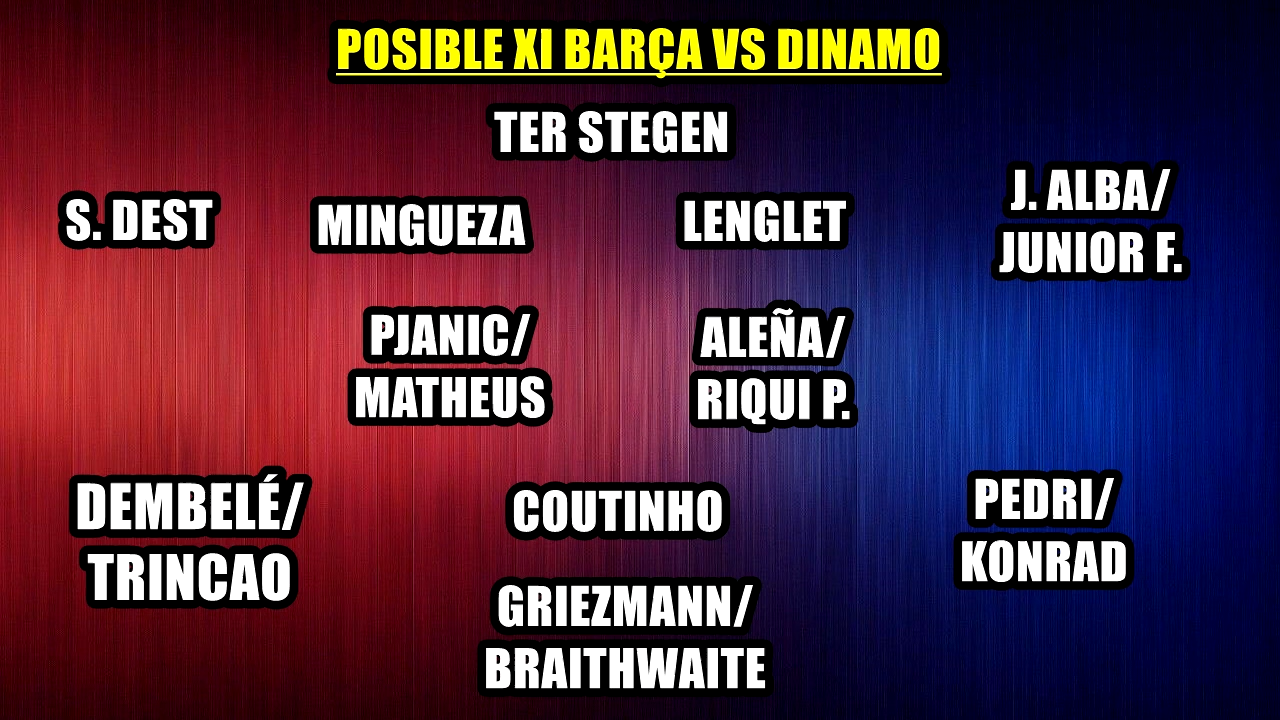 POSIBLE XI BARÇA VS DINAMO
TER STEGEN
S. DEST
MINGUEZA
LENGLET
J. ALBA/
JUNIOR F.
PJANIC/
MATHEUS
ALEÑA/
RIQUI P.
DEMBELÉ/
TRINCAO
COUTINHO
PEDRI/
KONRAD
GRIEZMANN/
BRAITHWAITE